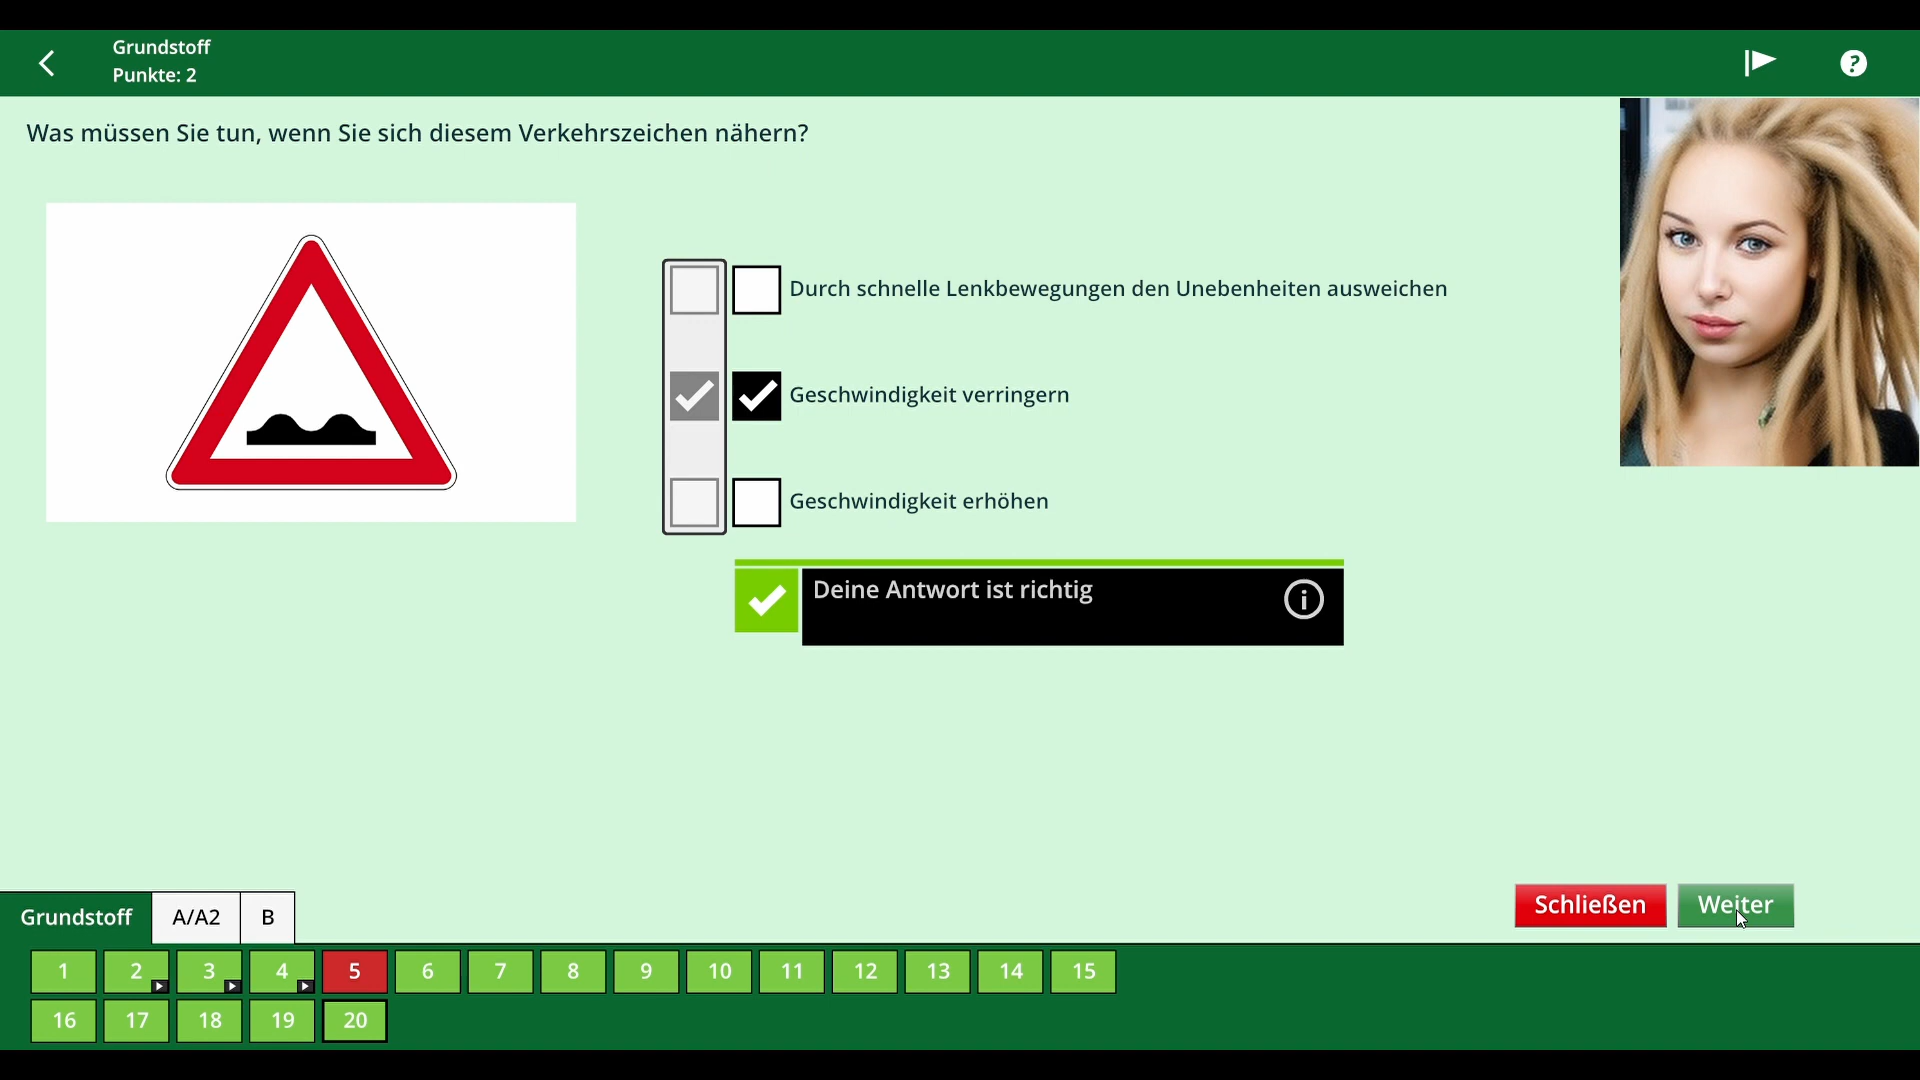 Grundstoff
Punkte: 2
?
Was müssen Sie tun, wenn Sie sich diesem Verkehrszeichen nähern?
Durch schnelle Lenkbewegungen den Unebenheiten ausweichen
Geschwindigkeit verringern
Geschwindigkeit erhöhen
Deine Antwort ist richtig
i
Schließen Weiter
Grundstoff A/A2 B
1 2 3 4 5 6 7 8 9 10 11 12 13 14 15
16 17 18 19 20